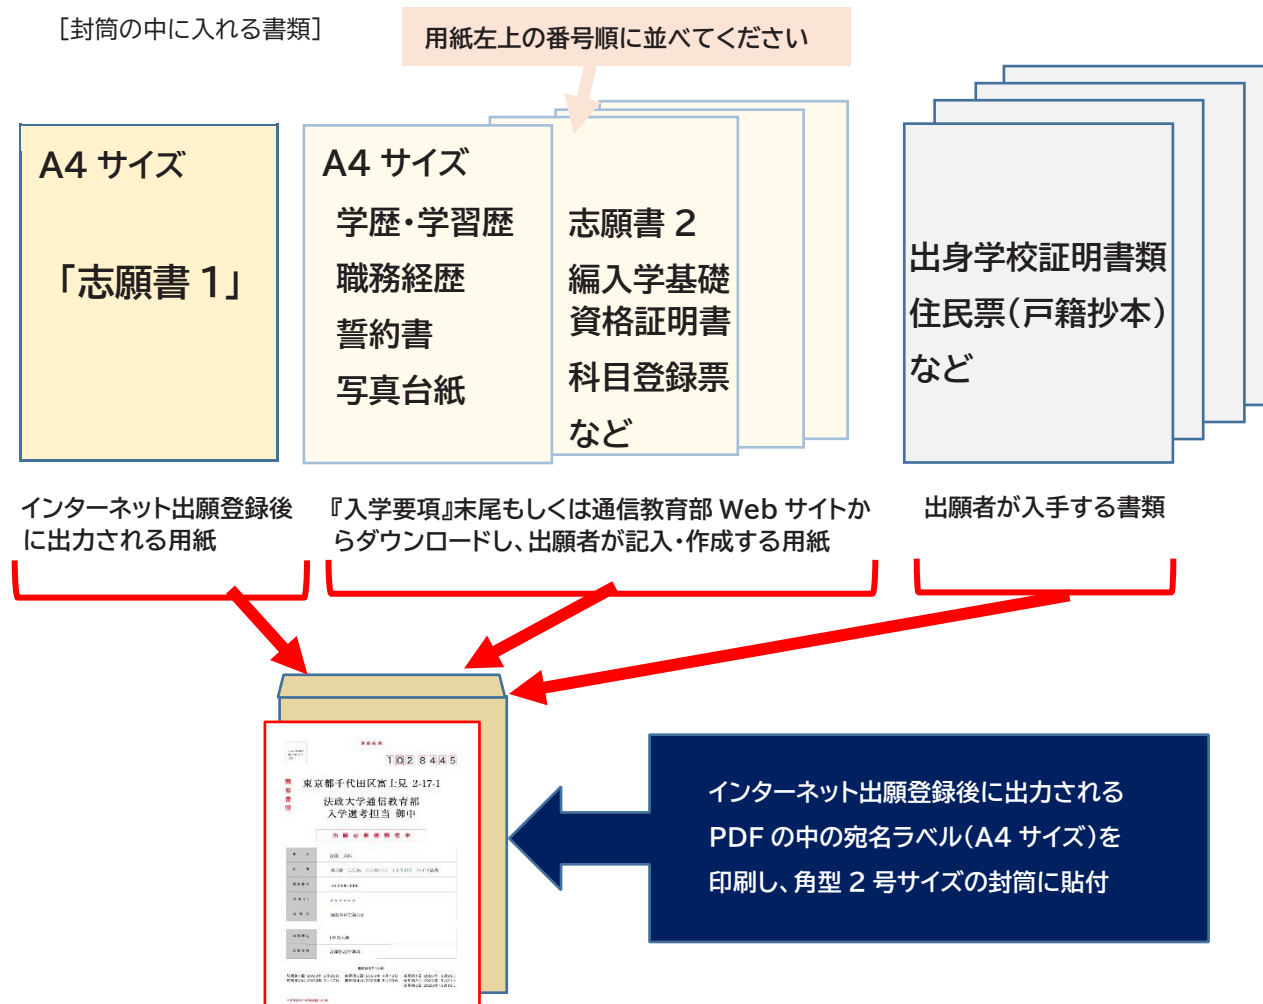 [封筒の中に入れる書類]
用紙左上の番号順に並べてください
A4 サイズ
「志願書 1」
A4 サイズ
学歴・学習歴
職務経歴
誓約書
写真台紙
志願書 2
編入学基礎
資格証明書
科目登録票
など
出身学校証明書類
住民票(戸籍抄本)
など
インターネット出願登録後
に出力される用紙
『入学要項』末尾もしくは通信教育部 Web サイトか
らダウンロードし、出願者が記入・作成する用紙
出願者が入手する書類
1028445
東京都千代田区富士見 2-17-1
法政大学通信教育部
入学選考担当 御中
出願必要書類在中
インターネット出願登録後に出力される
PDF の中の宛名ラベル(A4 サイズ)を
印刷し、角型 2 号サイズの封筒に貼付